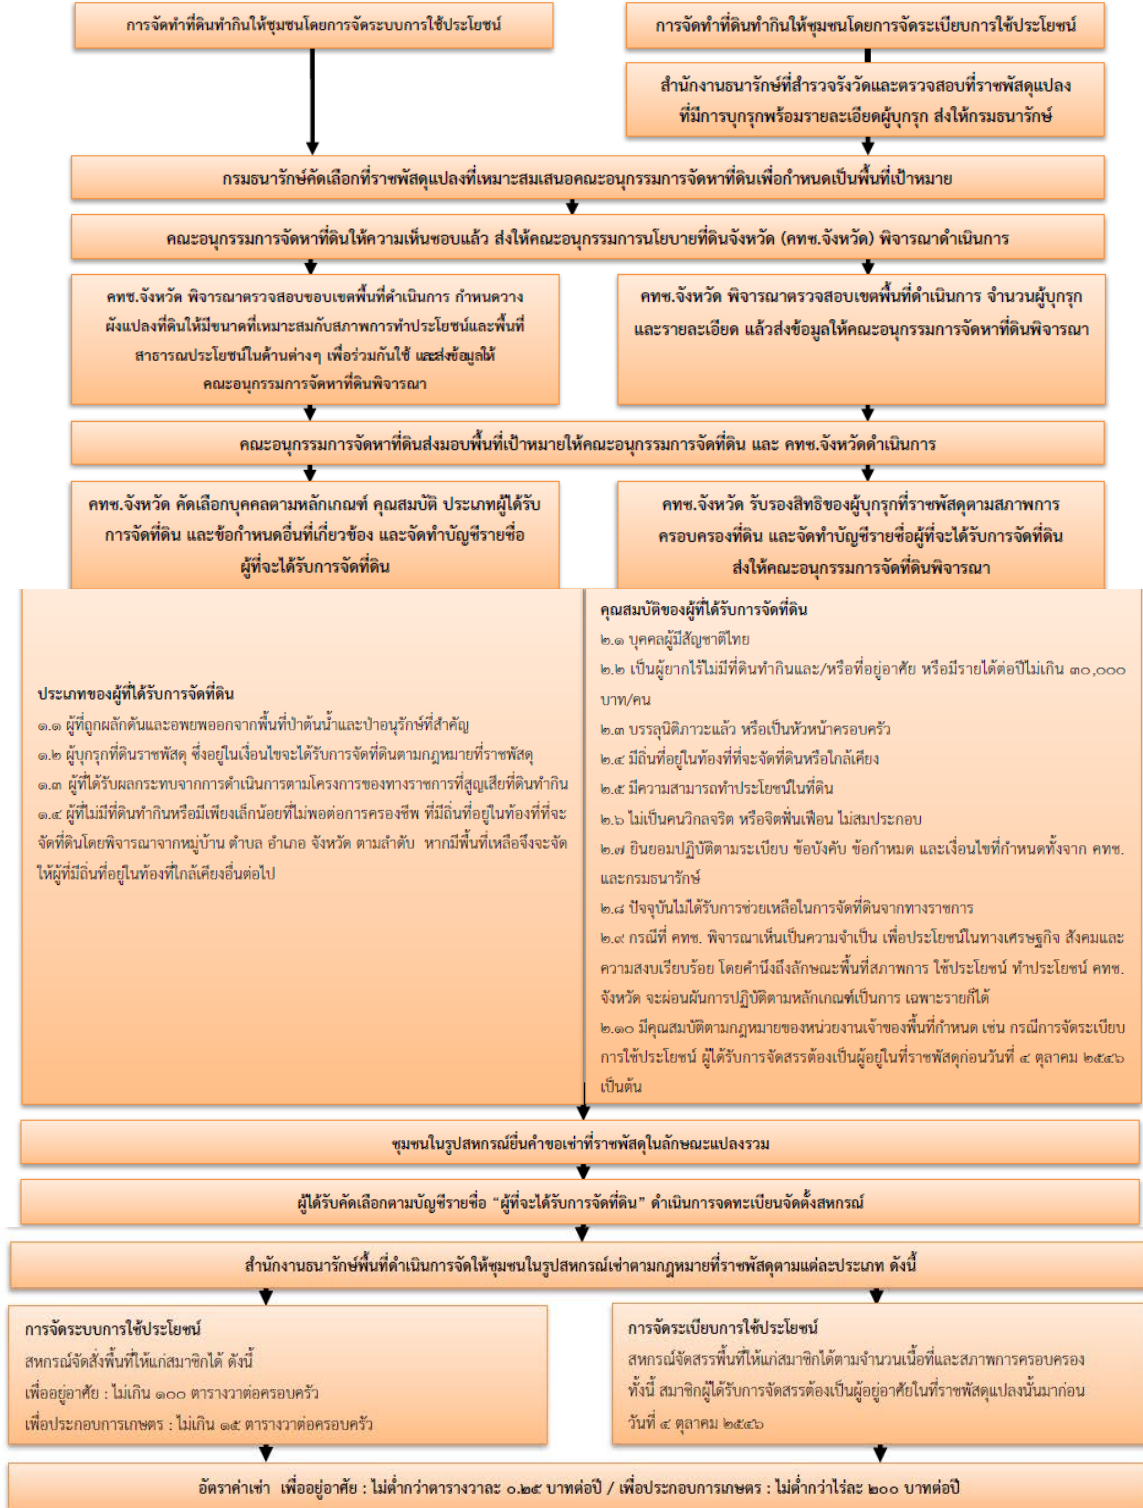 การจัดทำที่ดินทำกินให้ชุมชนโดยการจัดระบบการใช้ประโยชน์
การจัดทำที่ดินทำกินให้ชุมชนโดยการจัดระเบียบการใช้ประโยชน์
สำนักงานธนารักษ์ที่สำรวจรังวัดและตรวจสอบที่ราชพัสดุแปลง
ที่มีการบุกรุกพร้อมรายละเอียดผู้บุกรุก ส่งให้กรมธนารักษ์
กรมธนารักษ์คัดเลือกที่ราชพัสดุแปลงที่เหมาะสมเสนอคณะอนุกรรมการจัดหาที่ดินเพื่อกำหนดเป็นพื้นที่เป้าหมาย
คณะอนุกรรมการจัดหาที่ดินให้ความเห็นชอบแล้ว ส่งให้คณะอนุกรรมการนโยบายที่ดินจังหวัด (คทช.จังหวัด) พิจารณาดำเนินการ
คทช.จังหวัด พิจารณาตรวจสอบขอบเขตพื้นที่ดำเนินการ กำหนดวาง
ผังแปลงที่ดินให้มีขนาดที่เหมาะสมกับสภาพการทำประโยชน์และพื้นที่
สาธารณประโยชน์ในด้านต่างๆ เพื่อร่วมกันใช้ และส่งข้อมูลให้
คณะอนุกรรมการจัดหาที่ดินพิจารณา
คทช.จังหวัด พิจารณาตรวจสอบเขตพื้นที่ดำเนินการ จำนวนผู้บุกรุก
และรายละเอียด แล้วส่งข้อมูลให้คณะอนุกรรมการจัดหาที่ดินพิจารณา
คณะอนุกรรมการจัดหาที่ดินส่งมอบพื้นที่เป้าหมายให้คณะอนุกรรมการจัดที่ดิน และ คทช.จังหวัดดำเนินการ
คทช.จังหวัด คัดเลือกบุคคลตามหลักเกณฑ์ คุณสมบัติ ประเภทผู้ได้รับ
การจัดที่ดิน และข้อกำหนดอื่นที่เกี่ยวข้อง และจัดทำบัญชีรายชื่อ
ผู้ที่จะได้รับการจัดที่ดิน
คทช.จังหวัด รับรองสิทธิของผู้บุกรุกที่ราชพัสดุตามสภาพการ
ครอบครองที่ดิน และจัดทำบัญชีรายชื่อผู้ที่จะได้รับการจัดที่ดิน
ส่งให้คณะอนุกรรมการจัดที่ดินพิจารณา
ประเภทของผู้ที่ได้รับการจัดที่ดิน
๑.๑ ผู้ที่ถูกผลักดันและอพยพออกจากพื้นที่ป่าต้นน้ำและป่าอนุรักษ์ที่สำคัญ
๑.๒ ผู้บุกรุกที่ดินราชพัสดุ ซึ่งอยู่ในเงื่อนไขจะได้รับการจัดที่ดินตามกฎหมายที่ราชพัสดุ
๑.๓ ผู้ที่ได้รับผลกระทบจากการดำเนินการตามโครงการของทางราชการที่สูญเสียที่ดินทำกิน
๑.๔ ผู้ที่ไม่มีที่ดินทำกินหรือมีเพียงเล็กน้อยที่ไม่พอต่อการครองชีพ ที่มีถิ่นที่อยู่ในท้องที่ที่จะ
จัดที่ดินโดยพิจารณาจากหมู่บ้าน ตำบล อำเภอ จังหวัด ตามลำดับ หากมีพื้นที่เหลือจึงจะจัด
ให้ผู้ที่มีถิ่นที่อยู่ในท้องที่ใกล้เคียงอื่นต่อไป
คุณสมบัติของผู้ที่ได้รับการจัดที่ดิน
๒.๑ บุคคลผู้มีสัญชาติไทย
๒.๒ เป็นผู้ยากไร้ไม่มีที่ดินทำกินและ/หรือที่อยู่อาศัย หรือมีรายได้ต่อปีไม่เกิน ๓๐,๐๐๐
บาท/คน
๒.๓ บรรลุนิติภาวะแล้ว หรือเป็นหัวหน้าครอบครัว
๒.๔ มีถิ่นที่อยู่ในท้องที่ที่จะจัดที่ดินหรือใกล้เคียง
๒.๕ มีความสามารถทำประโยชน์ในที่ดิน
๒.๖ ไม่เป็นคนวิกลจริต หรือจิตฟั่นเฟือน ไม่สมประกอบ
๒.๗ ยินยอมปฏิบัติตามระเบียบ ข้อบังคับ ข้อกำหมด และเงื่อนไขที่กำหนดทั้งจาก คทช.
และกรมธนารักษ์
๒.๘ ปัจจุบันไม่ได้รับการช่วยเหลือในการจัดที่ดินจากทางราชการ
๒.๙ กรณีที่ คทช. พิจารณาเห็นเป็นความจำเป็น เพื่อประโยชน์ในทางเศรษฐกิจ สังคมและ
ความสงบเรียบร้อย โดยคำนึงถึงลักษณะพื้นที่สภาพการ ใช้ประโยชน์ ทำประโยชน์ คทช.
จังหวัด จะผ่อนผันการปฏิบัติตามหลักเกณฑ์เป็นการ เฉพาะรายก็ได้
๒.๑๐ มีคุณสมบัติตามกฎหมายของหน่วยงานเจ้าของพื้นที่กำหนด เช่น กรณีการจัดระเบียบ
การใช้ประโยชน์ ผู้ได้รับการจัดสรรต้องเป็นผู้อยู่ในที่ราชพัสดุก่อนวันที่ ๔ ตุลาคม ๒๕๔๖
เป็นต้น
ชุมชนในรูปสหกรณ์ยื่นคำขอเช่าที่ราชพัสดุในลักษณะแปลงรวม
ผู้ได้รับคัดเลือกตามบัญชีรายชื่อ “ผู้ที่จะได้รับการจัดที่ดิน” ดำเนินการจดทะเบียนจัดตั้งสหกรณ์
สำนักงานธนารักษ์พื้นที่ดำเนินการจัดให้ชุมชนในรูปสหกรณ์เช่าตามกฎหมายที่ราชพัสดุตามแต่ละประเภท ดังนี้
การจัดระบบการใช้ประโยชน์
สหกรณ์จัดสั่งพื้นที่ให้แก่สมาชิกได้ ดังนี้
เพื่ออยู่อาศัย : ไม่เกิน ๑๐๐ ตารางวาต่อครอบครัว
เพื่อประกอบการเกษตร : ไม่เกิน ๑๕ ตารางวาต่อครอบครัว
การจัดระเบียบการใช้ประโยชน์
สหกรณ์จัดสรรพื้นที่ให้แก่สมาชิกได้ตามจำนวนเนื้อที่และสภาพการครอบครอง
ทั้งนี้ สมาชิกผู้ได้รับการจัดสรรต้องเป็นผู้อยู่อาศัยในที่ราชพัสดุแปลงนั้นมาก่อน
วันที่ ๔ ตุลาคม ๒๕๔๖
อัตราค่าเช่า เพื่ออยู่อาศัย : ไม่ต่ำกว่าตารางวาละ ๐.๒๕ บาทต่อปี / เพื่อประกอบการเกษตร : ไม่ต่ำกว่าไร่ละ ๒๐๐ บาทต่อปี